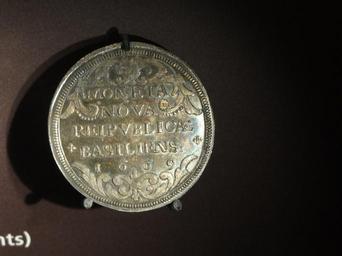 MONETA
NOVA
REIPVBLICÆ
BASILIENS.
nts)